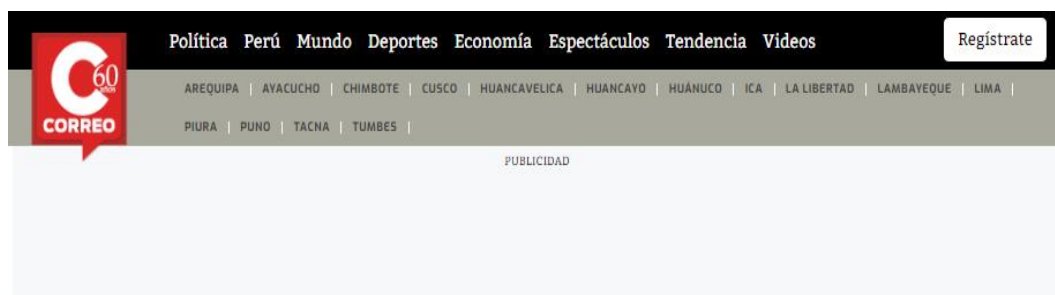 Política Perú Mundo Deportes Economía Espectáculos Tendencia Videos Regístrate
C 60 años
CORREO
AREQUIPA | AYACUCHO | CHIMBOTE | CUSCO | HUANCAVELICA | HUANCAYO | HUÁNUCO | ICA | LA LIBERTAD | LAMBAYEQUE | LIMA |
PIURA | PUNO | TACNA | TUMBES |
PUBLICIDAD